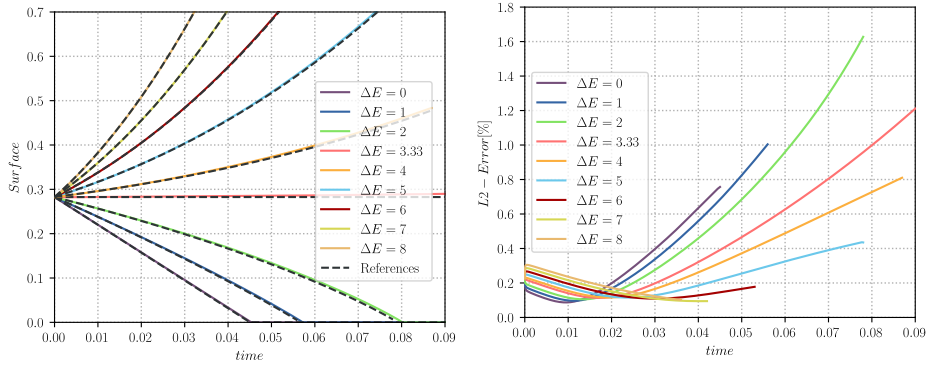 0.7
0.6
0.5
0.4
0.3
0.2
0.1
0.0
Surface
0.00 0.01 0.02 0.03 0.04 0.05 0.06 0.07 0.08 0.09
time
ΔE = 0
ΔE = 1
ΔE = 2
ΔE = 3.33
ΔE = 4
ΔE = 5
ΔE = 6
ΔE = 7
ΔE = 8
References
1.8
1.6
1.4
1.2
1.0
0.8
0.6
0.4
0.2
0.0
L2 − Error[%]
0.00 0.01 0.02 0.03 0.04 0.05 0.06 0.07 0.08 0.09
time
ΔE = 0
ΔE = 1
ΔE = 2
ΔE = 3.33
ΔE = 4
ΔE = 5
ΔE = 6
ΔE = 7
ΔE = 8